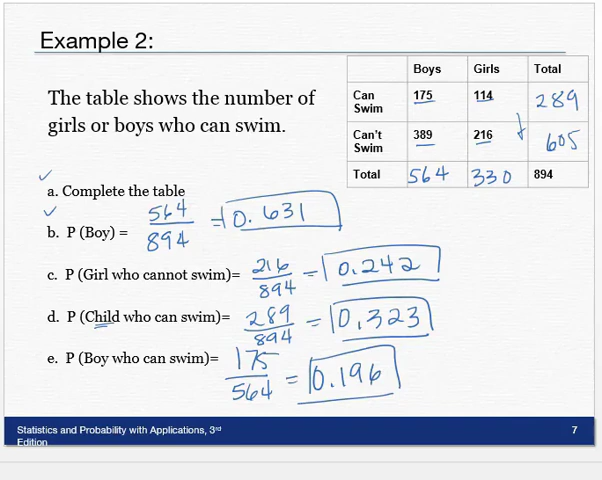 Example 2:
The table shows the number of
girls or boys who can swim.
Boys Girls Total
Can Swim 175 114 289
Can't Swim 389 216 605
Total 564 330 894
a. Complete the table
b. P (Boy) = 564/894 = 0.631
c. P (Girl who cannot swim)= 216/894 = 0.242
d. P (Child who can swim)= 289/894 = 0.323
e. P (Boy who can swim)= 175/564 = 0.196
Statistics and Probability with Applications, 3rd
Edition
7